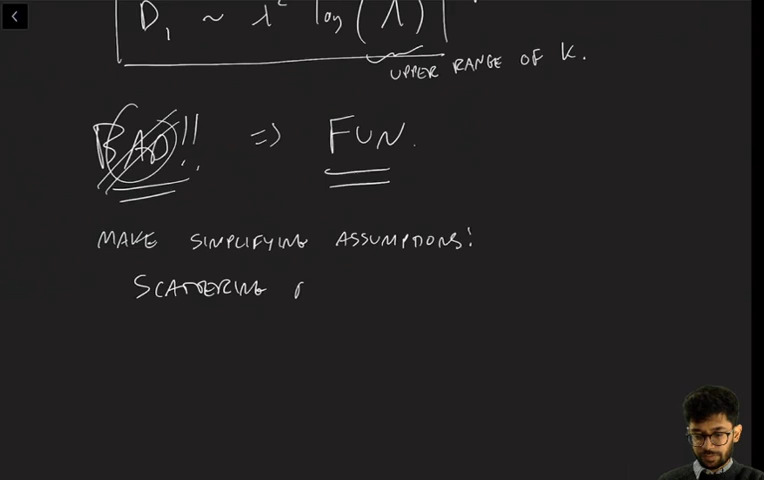 D₁ ~ λ² log(Λ)
UPPER RANGE OF K.
BAD!! => FUN.
MAKE SIMPLIFYING ASSUMPTIONS!
SCATTERING